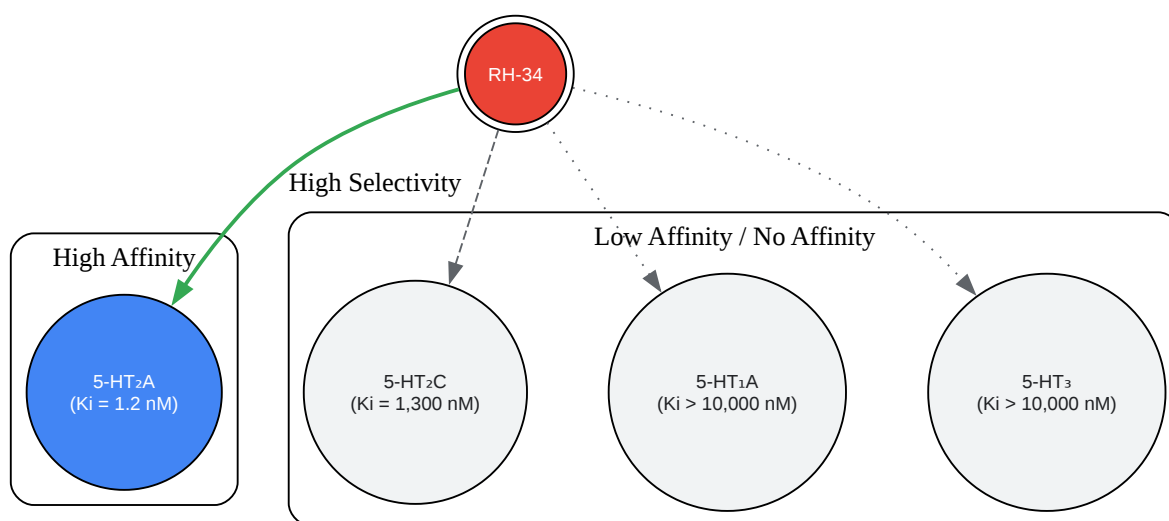 RH-34
High Selectivity
High Affinity
Low Affinity / No Affinity
5-HT₂A
(Ki = 1.2 nM)
5-HT₂C
(Ki = 1,300 nM)
5-HT₁A
(Ki > 10,000 nM)
5-HT₃
(Ki > 10,000 nM)